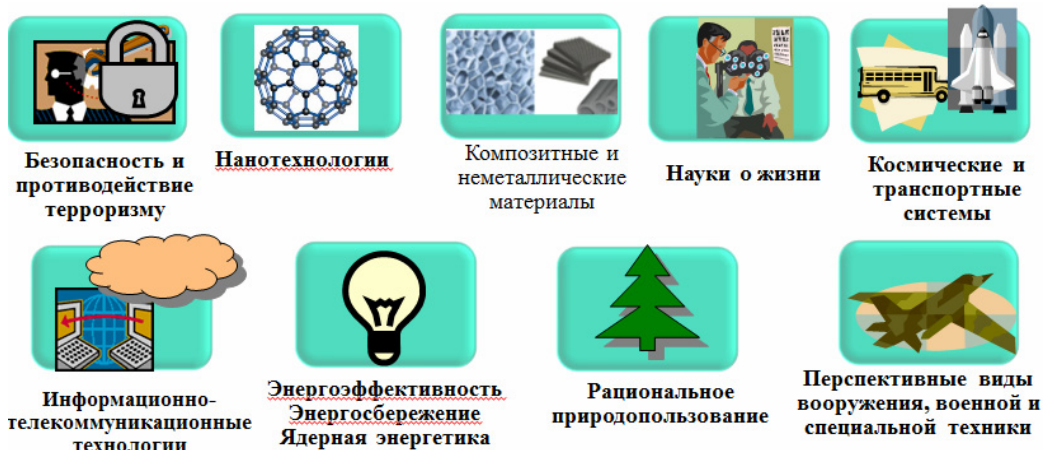 Безопасность и
противодействие
терроризму
Нанотехнологии
Композитные и
неметаллические
материалы
Науки о жизни
Космические и
транспортные
системы
Информационно-
телекоммуникационные
технологии
Энергоэффективность
Энергосбережение
Ядерная энергетика
Рациональное
природопользование
Перспективные виды
вооружения, военной и
специальной техники